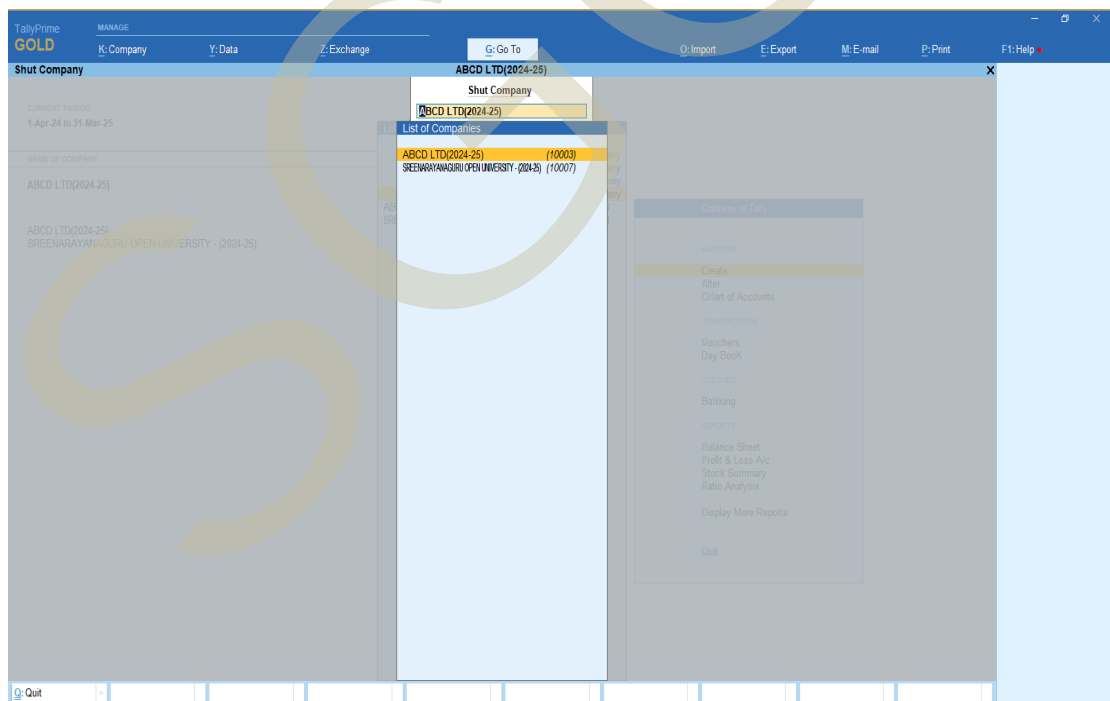 TallyPrime
GOLD
MANAGE
K: Company
Y: Data
Z: Exchange
G: Go To
O: Import
E: Export
M: E-mail
P: Print
F1: Help
Shut Company
ABCD LTD(2024-25)
X
Shut Company
CURRENT PERIOD
1-Apr-24 to 31-Mar-25
ABCD LTD(2024-25)
List of Companies
NAME OF COMPANY
ABCD LTD(2024-25) (10003)
SREENARAYANAGURU OPEN UNIVERSITY - (2024-25) (10007)
ABCD LTD(2024-25)
ABCD LTD(2024-25)
SREENARAYANAGURU OPEN UNIVERSITY - (2024-25)
Gateway of Tally
MASTERS
Create
Alter
CHart of Accounts
TRANSACTIONS
Vouchers
Day BooK
UTILITIES
BaNking
REPORTS
Balance Sheet
Profit & Loss A/c
Stock Summary
Ratio Analysis
Display More Reports
Quit
Q: Quit